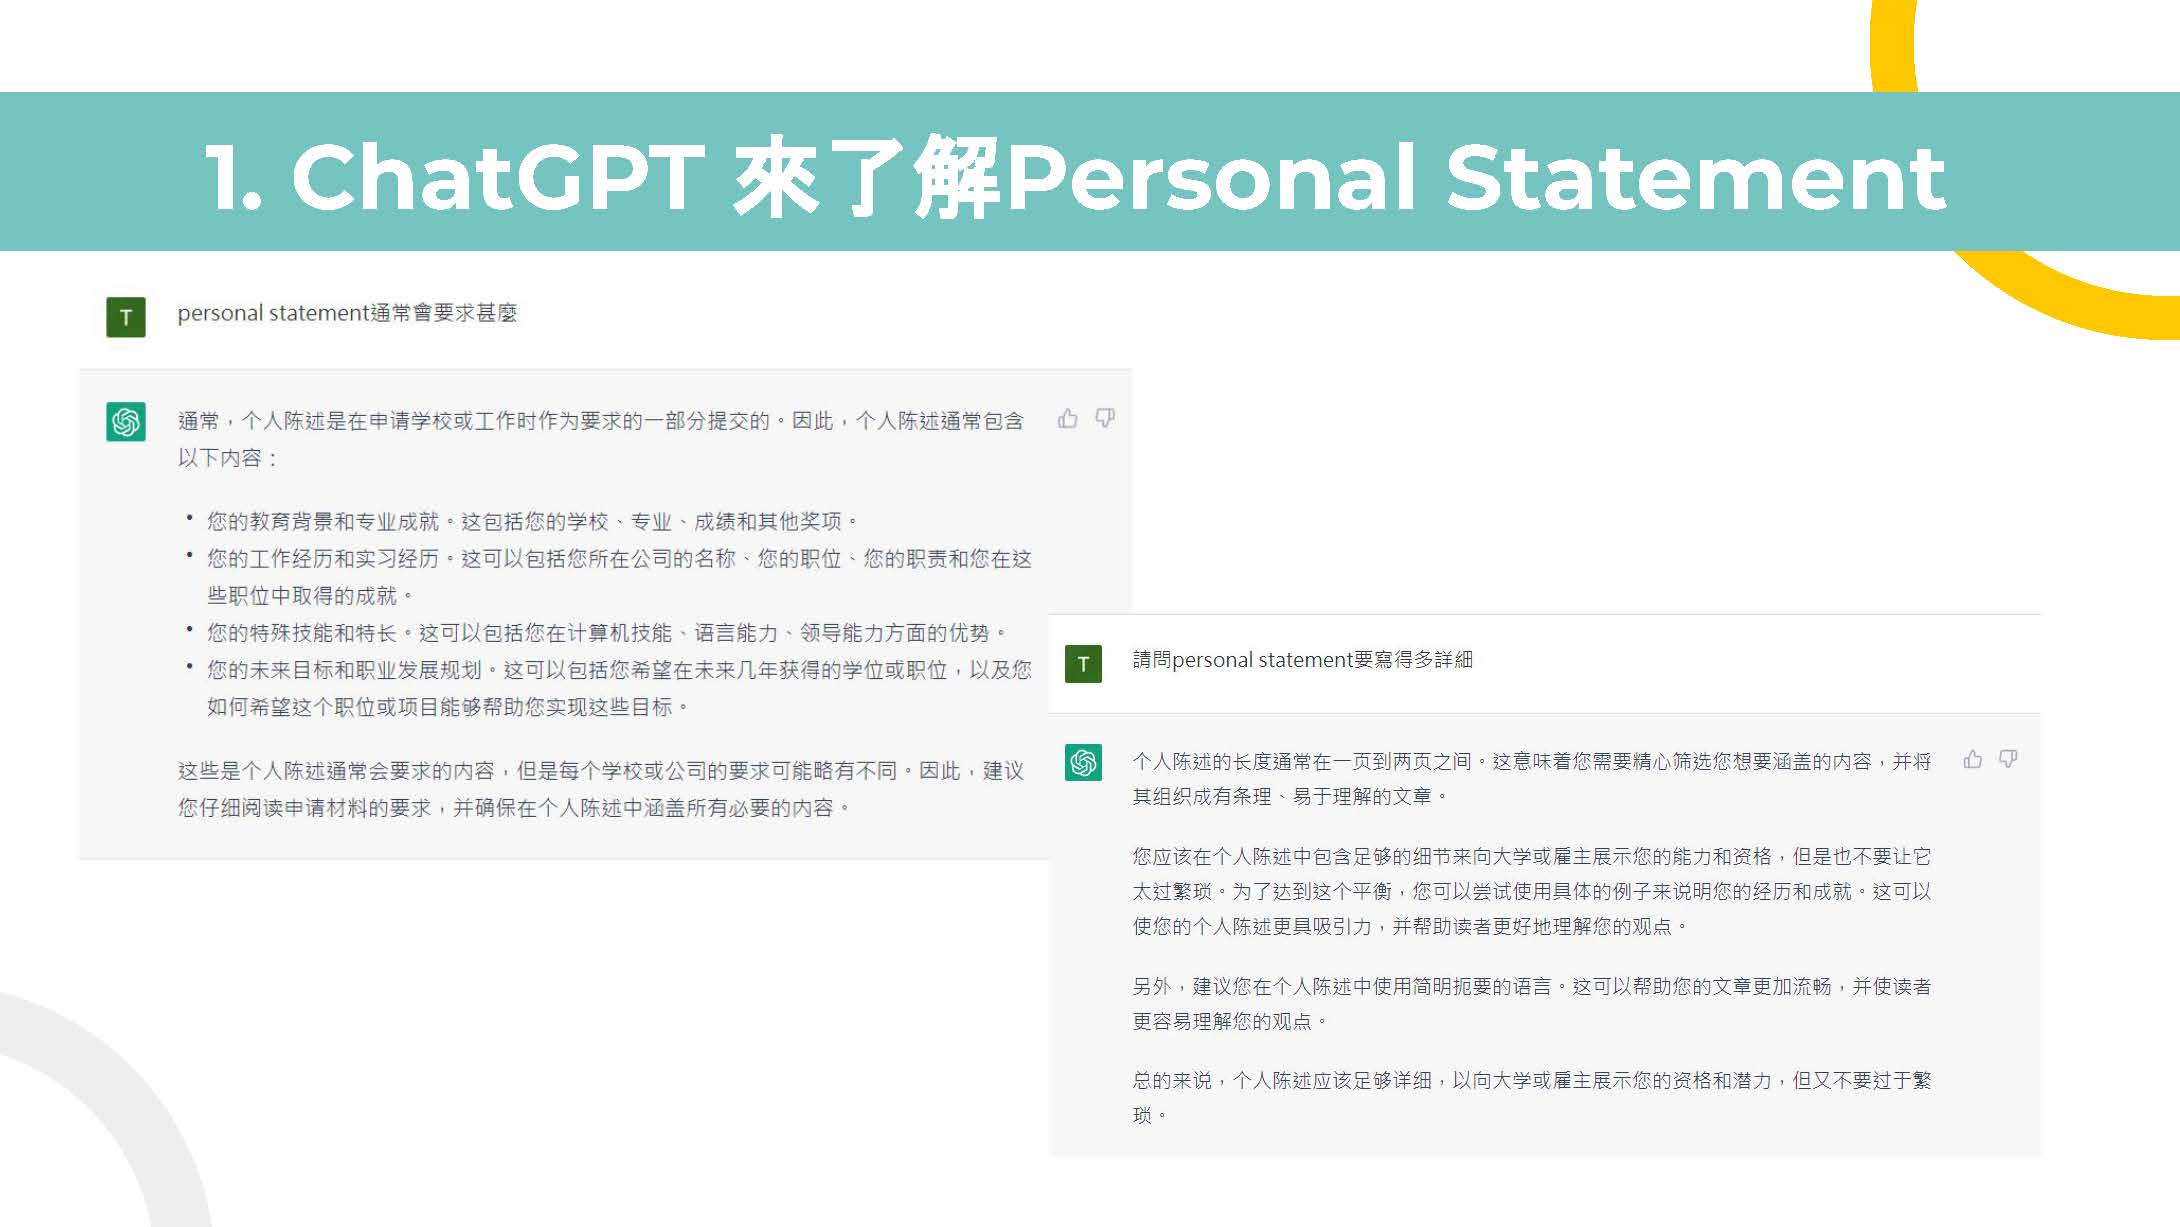 1. ChatGPT 來了解Personal Statement
T
personal statement通常會要求甚麼
通常，个人陈述是在申请学校或工作时作为要求的一部分提交的。因此，个人陈述通常包含
以下内容：
• 您的教育背景和专业成就。这包括您的学校、专业、成绩和其他奖项。
• 您的工作经历和实习经历。这可以包括您所在公司的名称、您的职位、您的职责和您在这
些职位中取得的成就。
• 您的特殊技能和特长。这可以包括您在计算机技能、语言能力、领导能力方面的优势。
• 您的未来目标和职业发展规划。这可以包括您希望在未来几年获得的学位或职位，以及您
如何希望这个职位或项目能够帮助您实现这些目标。
这些是个人陈述通常会要求的内容，但是每个学校或公司的要求可能略有不同。因此，建议
您仔细阅读申请材料的要求，并确保在个人陈述中涵盖所有必要的内容。
T
請問personal statement要寫得多詳細
个人陈述的长度通常在一页到两页之间。这意味着您需要精心筛选您想要涵盖的内容，并将
其组织成有条理、易于理解的文章。
您应该在个人陈述中包含足够的细节来向大学或雇主展示您的能力和资格，但是也不要让它
太过繁琐。为了达到这个平衡，您可以尝试使用具体的例子来说明您的经历和成就。这可以
使您的个人陈述更具吸引力，并帮助读者更好地理解您的观点。
另外，建议您在个人陈述中使用简明扼要的语言。这可以帮助您的文章更加流畅，并使读者
更容易理解您的观点。
总的来说，个人陈述应该足够详细，以向大学或雇主展示您的资格和潜力，但又不要过于繁
琐。